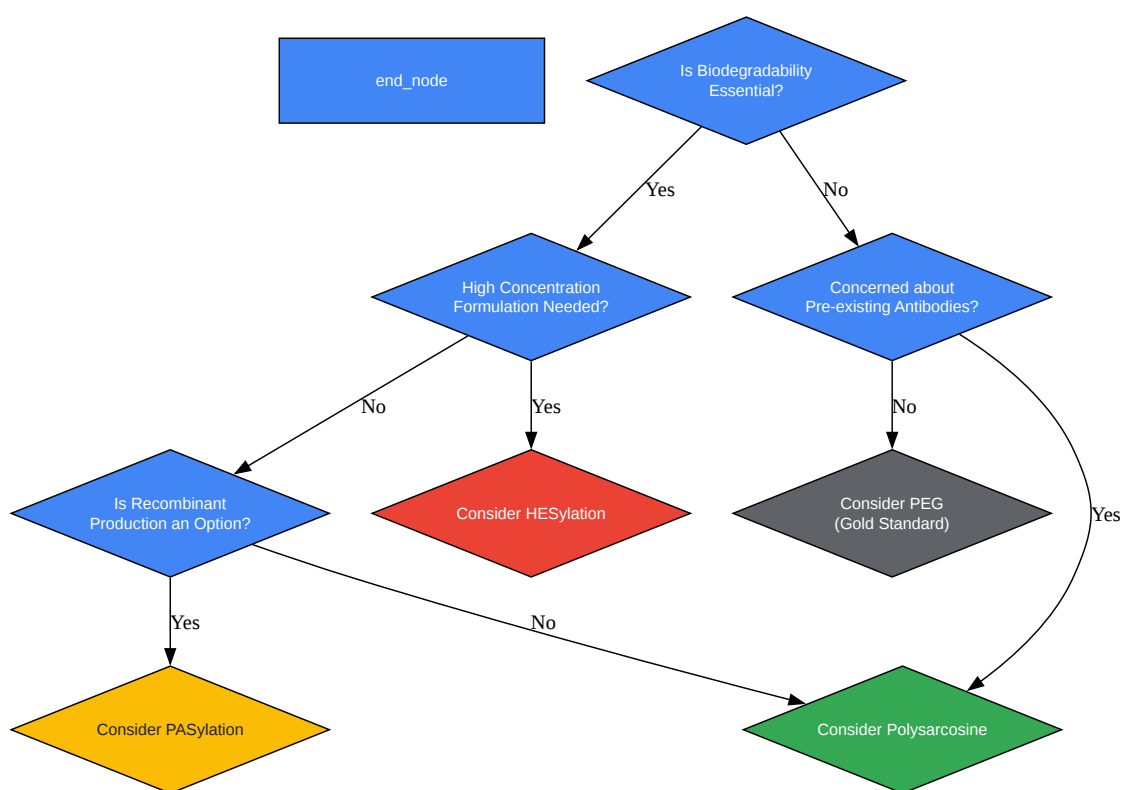 end_node
Is Biodegradability
Essential?
Yes
No
High Concentration
Formulation Needed?
Concerned about
Pre-existing Antibodies?
No
Yes
No
Is Recombinant
Production an Option?
Consider HESylation
Consider PEG
(Gold Standard)
Yes
Yes
No
Consider PASylation
Consider Polysarcosine